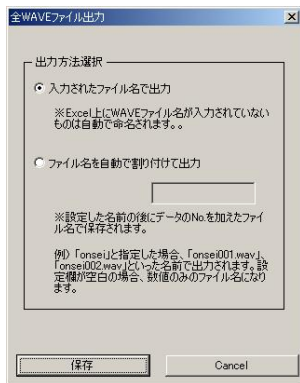 全WAVEファイル出力
出力方法選択
入力されたファイル名で出力
※Excel上にWAVEファイル名が入力されていない
ものは自動で命名されます。。
ファイル名を自動で割り付けて出力
※設定した名前の後にデータのNo.を加えたファイ
ル名で保存されます。
例) 「onsei」と指定した場合、「onsei001.wav」、
「onsei002.wav」といった名前で出力されます。設
定欄が空白の場合、数値のみのファイル名になり
ます。
保存
Cancel